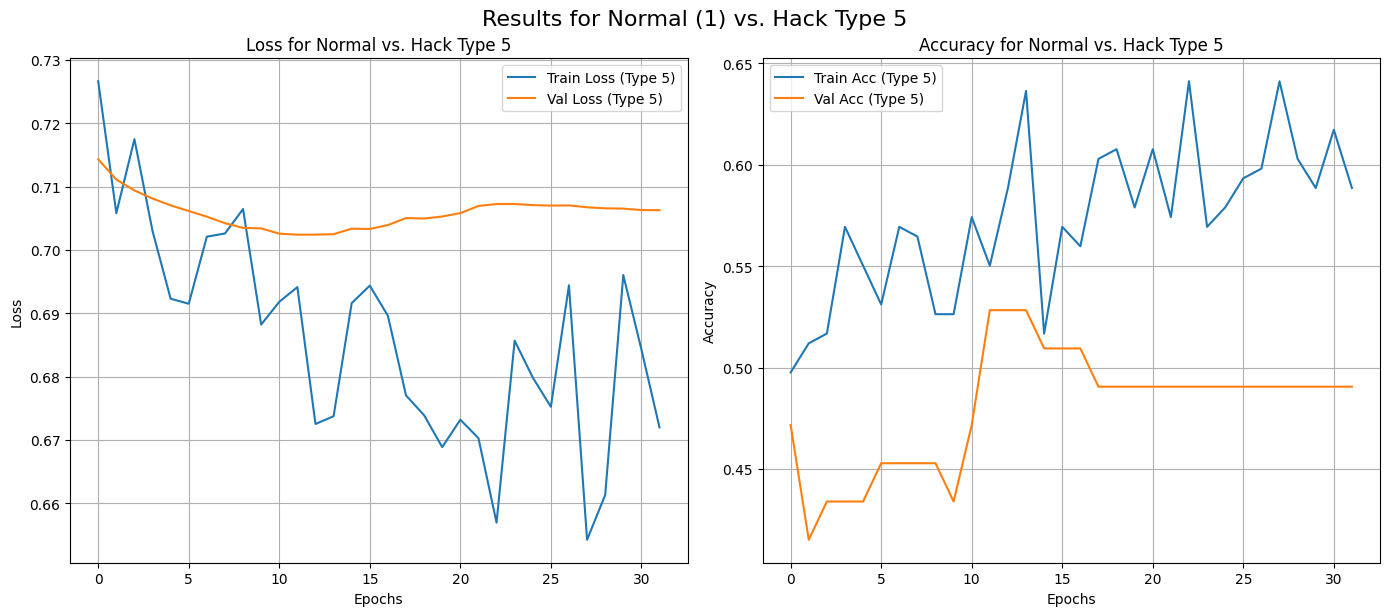 Results for Normal (1) vs. Hack Type 5
Loss for Normal vs. Hack Type 5
0.73
0.72
0.71
0.70
0.69
0.68
0.67
0.66
Loss
0
5
10
15
20
25
30
Epochs
Train Loss (Type 5)
Val Loss (Type 5)
Accuracy for Normal vs. Hack Type 5
0.65
0.60
0.55
0.50
0.45
Accuracy
0
5
10
15
20
25
30
Epochs
Train Acc (Type 5)
Val Acc (Type 5)